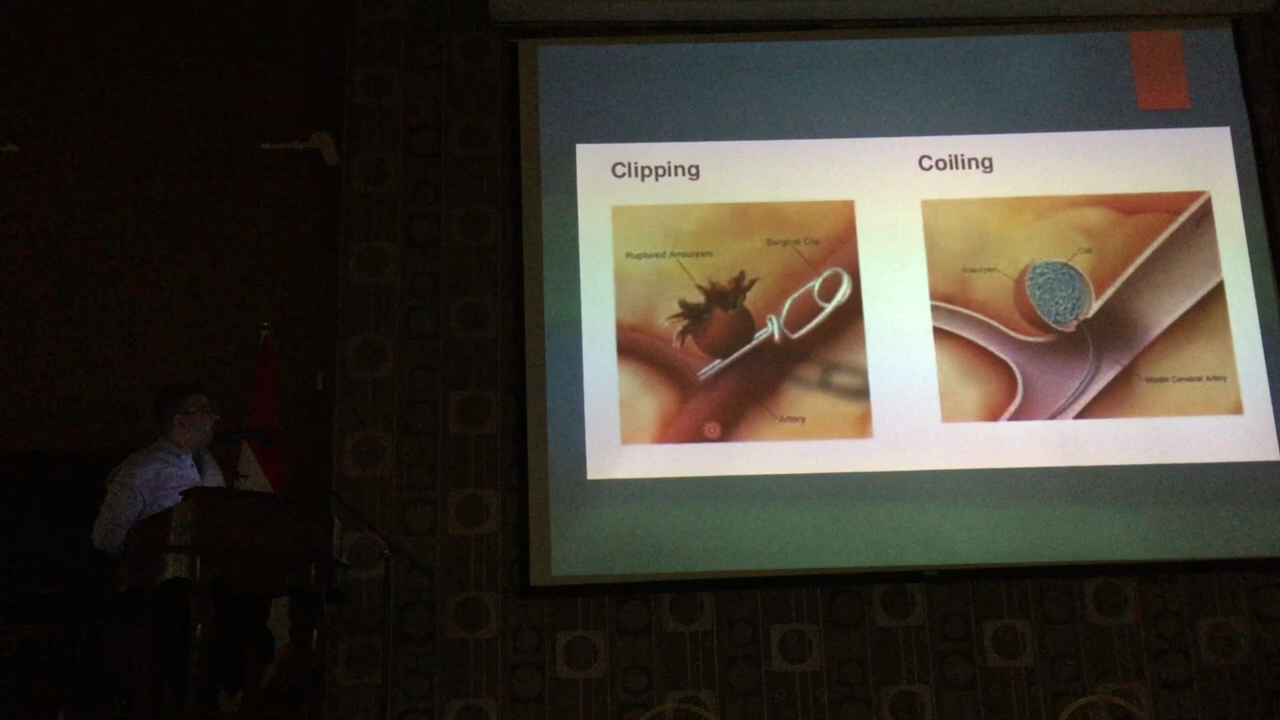 Clipping
Coiling
Ruptured Aneurysm
Surgical Clip
Artery
Aneurysm
Coil
Middle Cerebral Artery